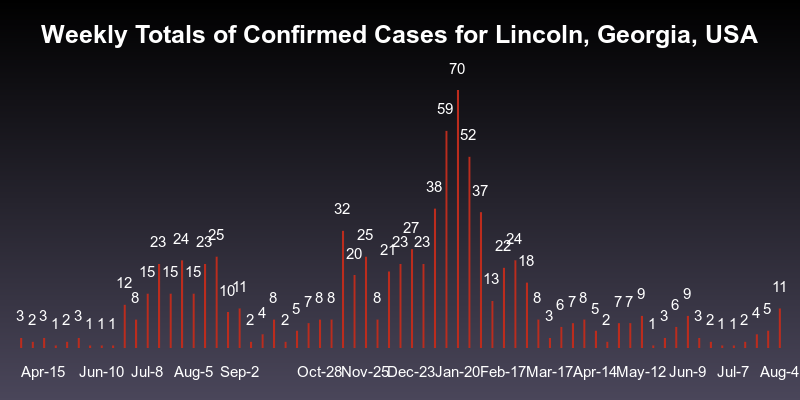 Weekly Totals of Confirmed Cases for Lincoln, Georgia, USA
3 2 3 1 2 3 1 1 1 12 8 15 23 15 24 15 23 25 10 11 2 4 8 2 5 7 8 8 32 20 25 8 21 23 27 23 38 59 70 52 37 13 22 24 18 8 3 6 7 8 5 2 7 7 9 1 3 6 9 3 2 1 1 2 4 5 11
Apr-15 Jun-10 Jul-8 Aug-5 Sep-2 Oct-28 Nov-25 Dec-23 Jan-20 Feb-17 Mar-17 Apr-14 May-12 Jun-9 Jul-7 Aug-4